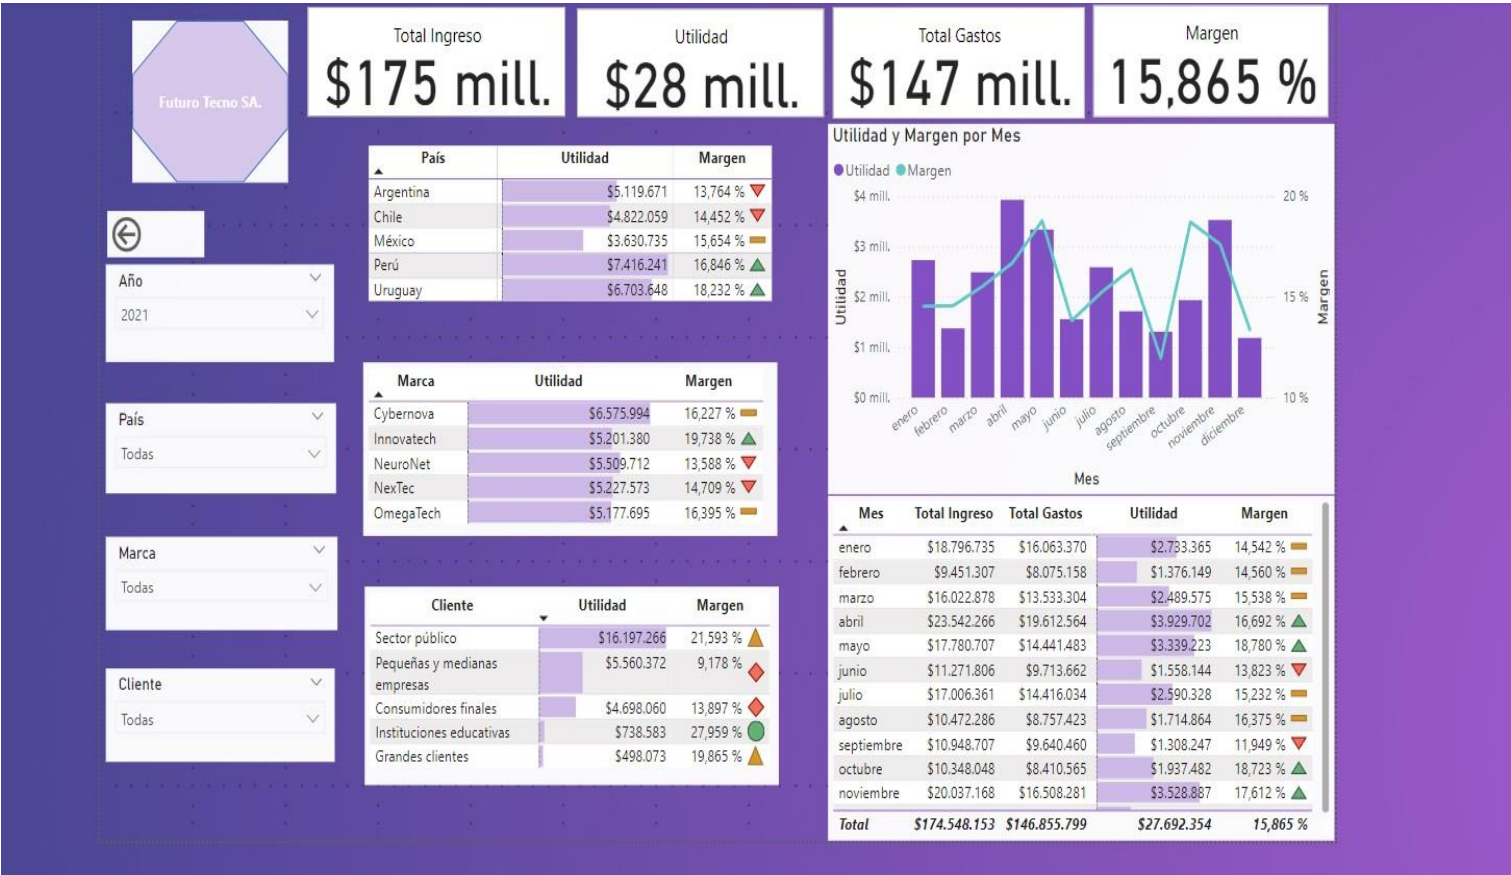 Futuro Tecno SA.
Total Ingreso
$175 mill.
Utilidad
$28 mill.
Total Gastos
$147 mill.
Margen
15,865 %
Año
2021
País
Todas
Marca
Todas
Cliente
Todas
País Utilidad Margen
Argentina $5.119.671 13,764 %
Chile $4.822.059 14,452 %
México $3.630.735 15,654 %
Perú $7.416.241 16,846 %
Uruguay $6.703.648 18,232 %
Marca Utilidad Margen
Cybernova $6.575.994 16,227 %
Innovatech $5.201.380 19,738 %
NeuroNet $5.509.712 13,588 %
NexTec $5.227.573 14,709 %
OmegaTech $5.177.695 16,395 %
Cliente Utilidad Margen
Sector público $16.197.266 21,593 %
Pequeñas y medianas $5.560.372 9,178 %
empresas
Consumidores finales $4.698.060 13,897 %
Instituciones educativas $738.583 27,959 %
Grandes clientes $498.073 19,865 %
Utilidad y Margen por Mes
Utilidad Margen
$4 mill. 20 %
$3 mill.
$2 mill. 15 %
$1 mill.
$0 mill. 10 %
Utilidad
Margen
enero febrero marzo abril mayo junio julio agosto septiembre octubre noviembre diciembre
Mes
Mes Total Ingreso Total Gastos Utilidad Margen
enero $18.796.735 $16.063.370 $2.733.365 14,542 %
febrero $9.451.307 $8.075.158 $1.376.149 14,560 %
marzo $16.022.878 $13.533.304 $2.489.575 15,538 %
abril $23.542.266 $19.612.564 $3.929.702 16,692 %
mayo $17.780.707 $14.441.483 $3.339.223 18,780 %
junio $11.271.806 $9.713.662 $1.558.144 13,823 %
julio $17.006.361 $14.416.034 $2.590.328 15,232 %
agosto $10.472.286 $8.757.423 $1.714.864 16,375 %
septiembre $10.948.707 $9.640.460 $1.308.247 11,949 %
octubre $10.348.048 $8.410.565 $1.937.482 18,723 %
noviembre $20.037.168 $16.508.281 $3.528.887 17,612 %
Total $174.548.153 $146.855.799 $27.692.354 15,865 %